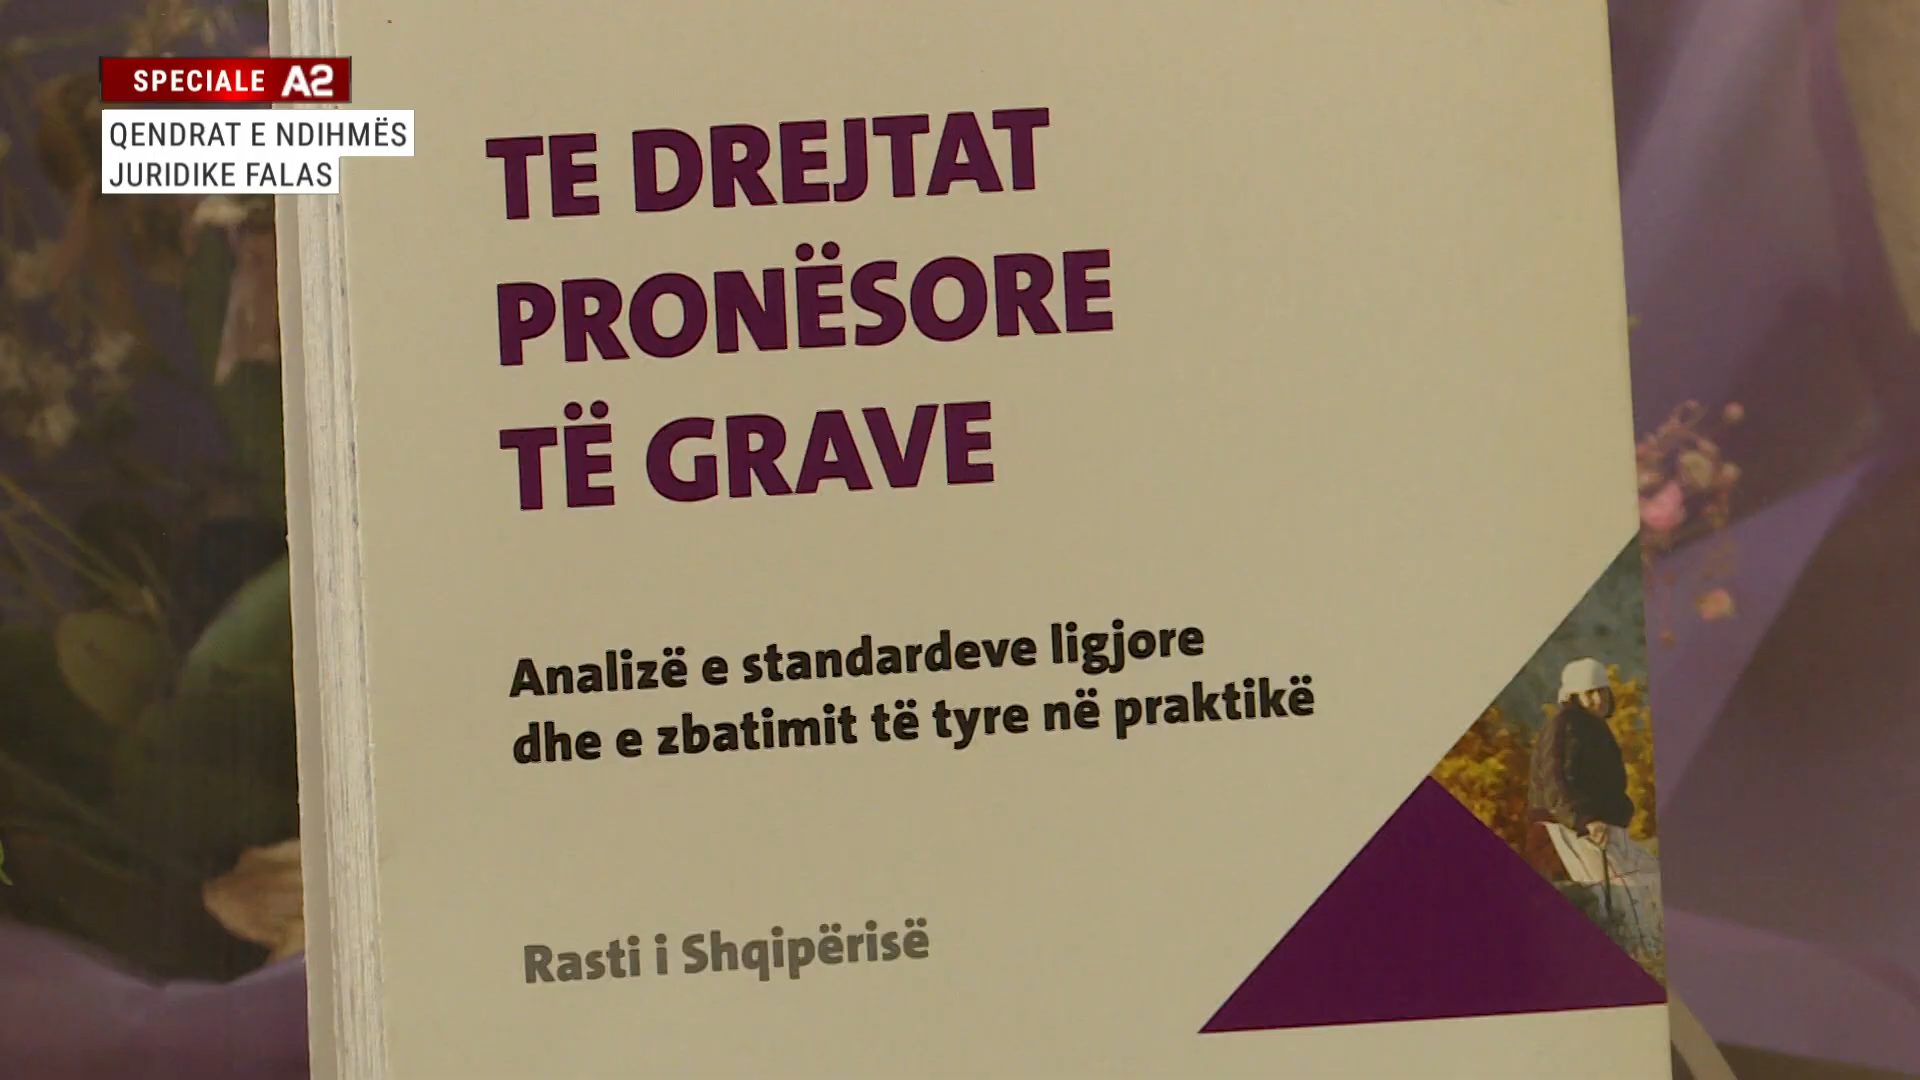 SPECIALE A2
QENDRAT E NDIHMËS
JURIDIKE FALAS
TE DREJTAT
PRONËSORE
TË GRAVE
Analizë e standardeve ligjore
dhe e zbatimit të tyre në praktikë
Rasti i Shqipërisë